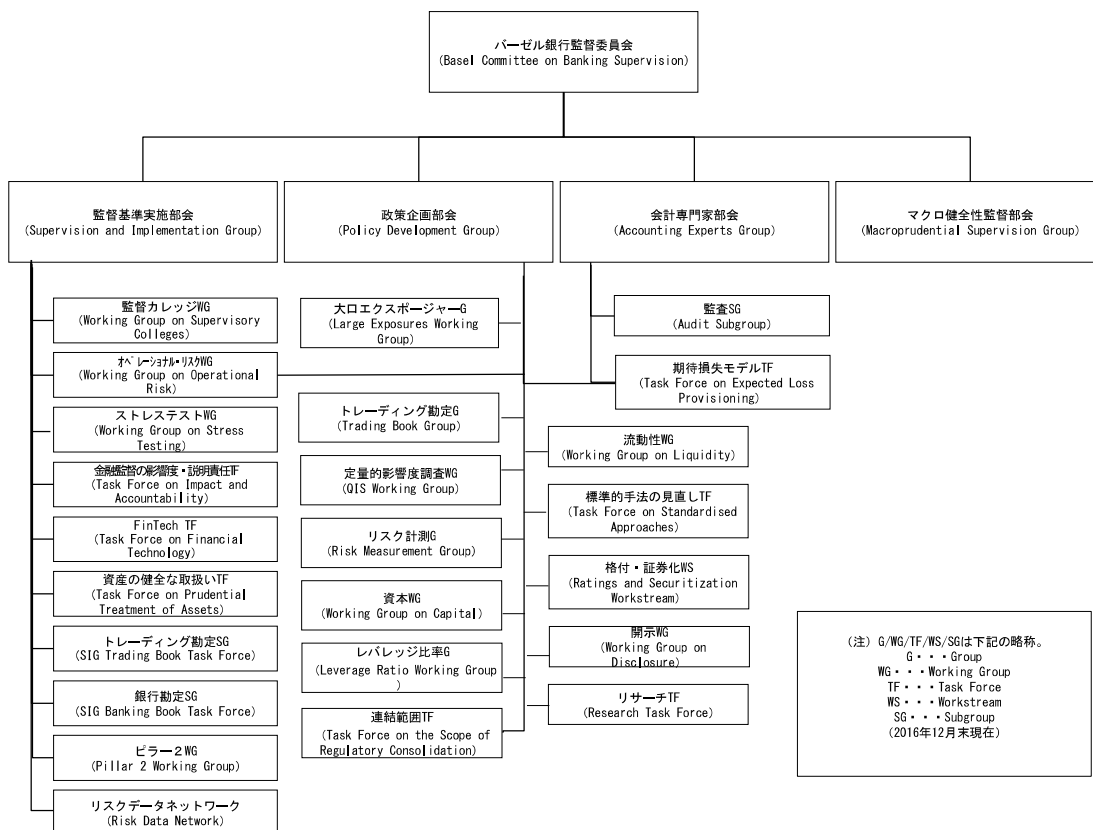 バーゼル銀行監督委員会
(Basel Committee on Banking Supervision)
監督基準実施部会
(Supervision and Implementation Group)
政策企画部会
(Policy Development Group)
会計専門家部会
(Accounting Experts Group)
マクロ健全性監督部会
(Macroprudential Supervision Group)
監督カレッジWG
(Working Group on Supervisory
Colleges)
オペレーショナル・リスクWG
(Working Group on Operational
Risk)
ストレステストWG
(Working Group on Stress
Testing)
金融監督の影響度・説明責任TF
(Task Force on Impact and
Accountability)
FinTech TF
(Task Force on Financial
Technology)
資産の健全な取扱いTF
(Task Force on Prudential
Treatment of Assets)
トレーディング勘定SG
(SIG Trading Book Task Force)
銀行勘定SG
(SIG Banking Book Task Force)
ピラー2WG
(Pillar 2 Working Group)
リスクデータネットワーク
(Risk Data Network)
大口エクスポージャーG
(Large Exposures Working
Group)
トレーディング勘定G
(Trading Book Group)
定量的影響度調査WG
(QIS Working Group)
リスク計測G
(Risk Measurement Group)
資本WG
(Working Group on Capital)
レバレッジ比率G
(Leverage Ratio Working Group
)
連結範囲TF
(Task Force on the Scope of
Regulatory Consolidation)
監査SG
(Audit Subgroup)
期待損失モデルTF
(Task Force on Expected Loss
Provisioning)
流動性WG
(Working Group on Liquidity)
標準的手法の見直しTF
(Task Force on Standardised
Approaches)
格付・証券化WS
(Ratings and Securitization
Workstream)
開示WG
(Working Group on
Disclosure)
リサーチTF
(Research Task Force)
(注) G/WG/TF/WS/SGは下記の略称。
G・・・Group
WG・・・Working Group
TF・・・Task Force
WS・・・Workstream
SG・・・Subgroup
(2016年12月末現在)